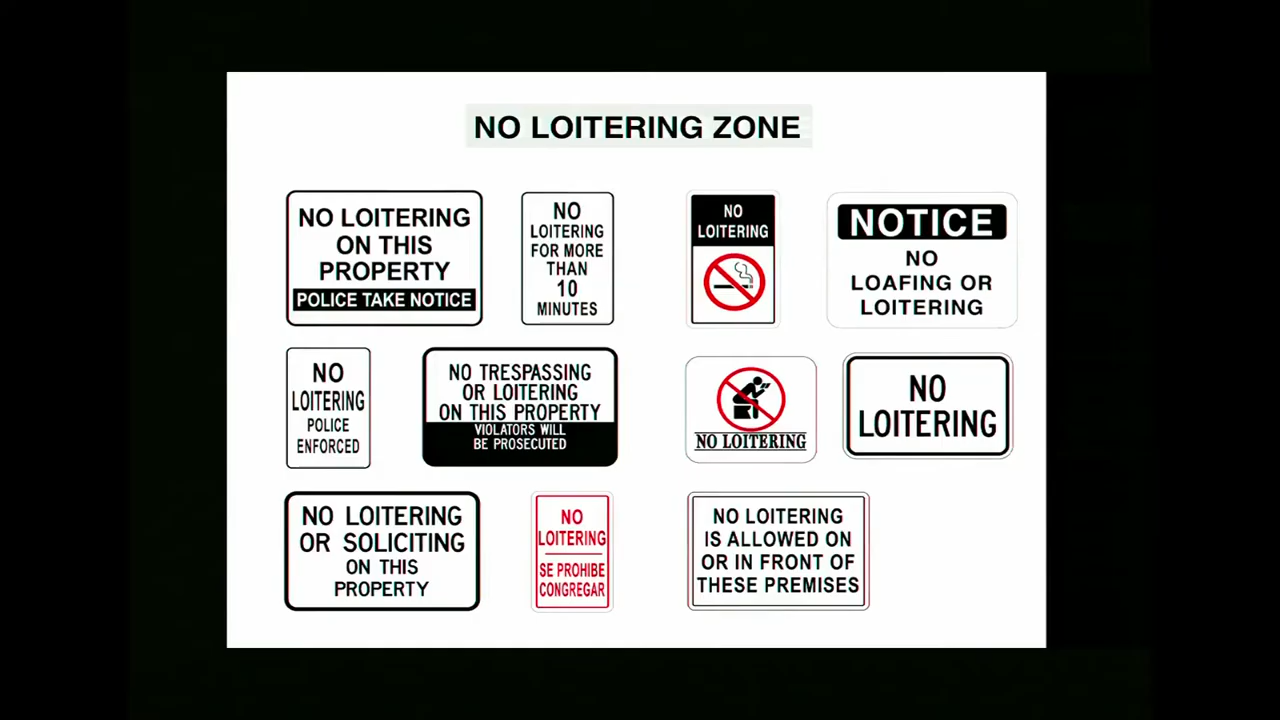 NO LOITERING ZONE
NO LOITERING
ON THIS
PROPERTY
POLICE TAKE NOTICE
NO
LOITERING
FOR MORE
THAN
10
MINUTES
NO
LOITERING
NOTICE
NO
LOAFING OR
LOITERING
NO
LOITERING
POLICE
ENFORCED
NO TRESPASSING
OR LOITERING
ON THIS PROPERTY
VIOLATORS WILL
BE PROSECUTED
NO LOITERING
NO
LOITERING
NO LOITERING
OR SOLICITING
ON THIS
PROPERTY
NO
LOITERING
SE PROHIBE
CONGREGAR
NO LOITERING
IS ALLOWED ON
OR IN FRONT OF
THESE PREMISES